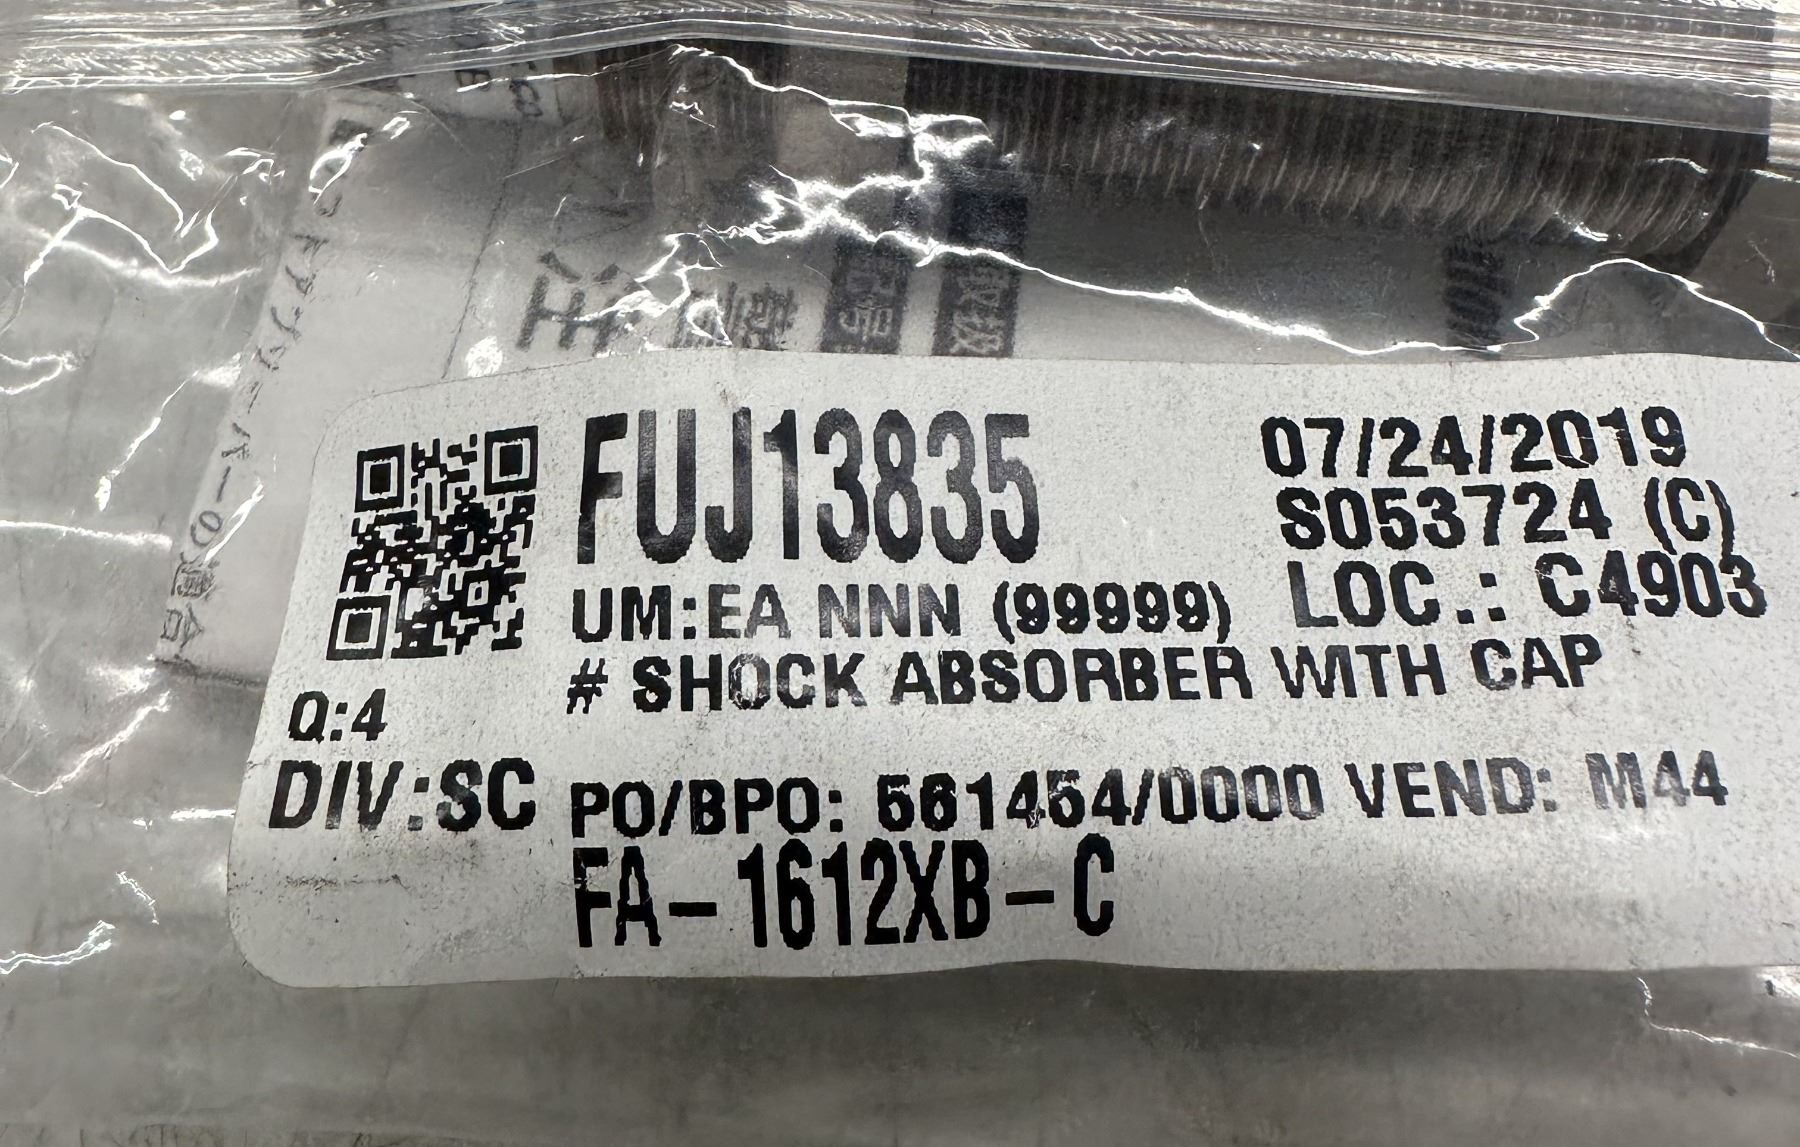 FUJ13835
07/24/2019
S053724 (C)
UM:EA NNN (99999) LOC.: C4903
# SHOCK ABSORBER WITH CAP
Q:4
DIV:SC
PO/BPO: 561454/0000 VEND: M44
FA-1612XB-C